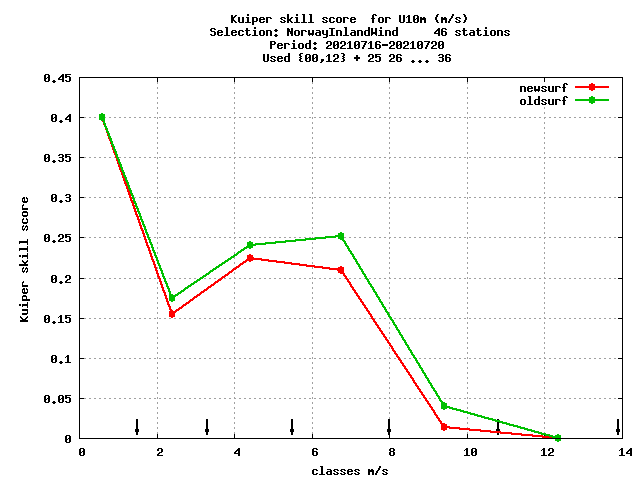 Kuiper skill score  for U10m (m/s)
Selection: NorwayInlandWind     46 stations
Period: 20210716-20210720
Used {00,12} + 25 26 ... 36
newsurf
oldsurf
0.45
0.4
0.35
0.3
0.25
0.2
0.15
0.1
0.05
0
Kuiper skill score
0 2 4 6 8 10 12 14
classes m/s